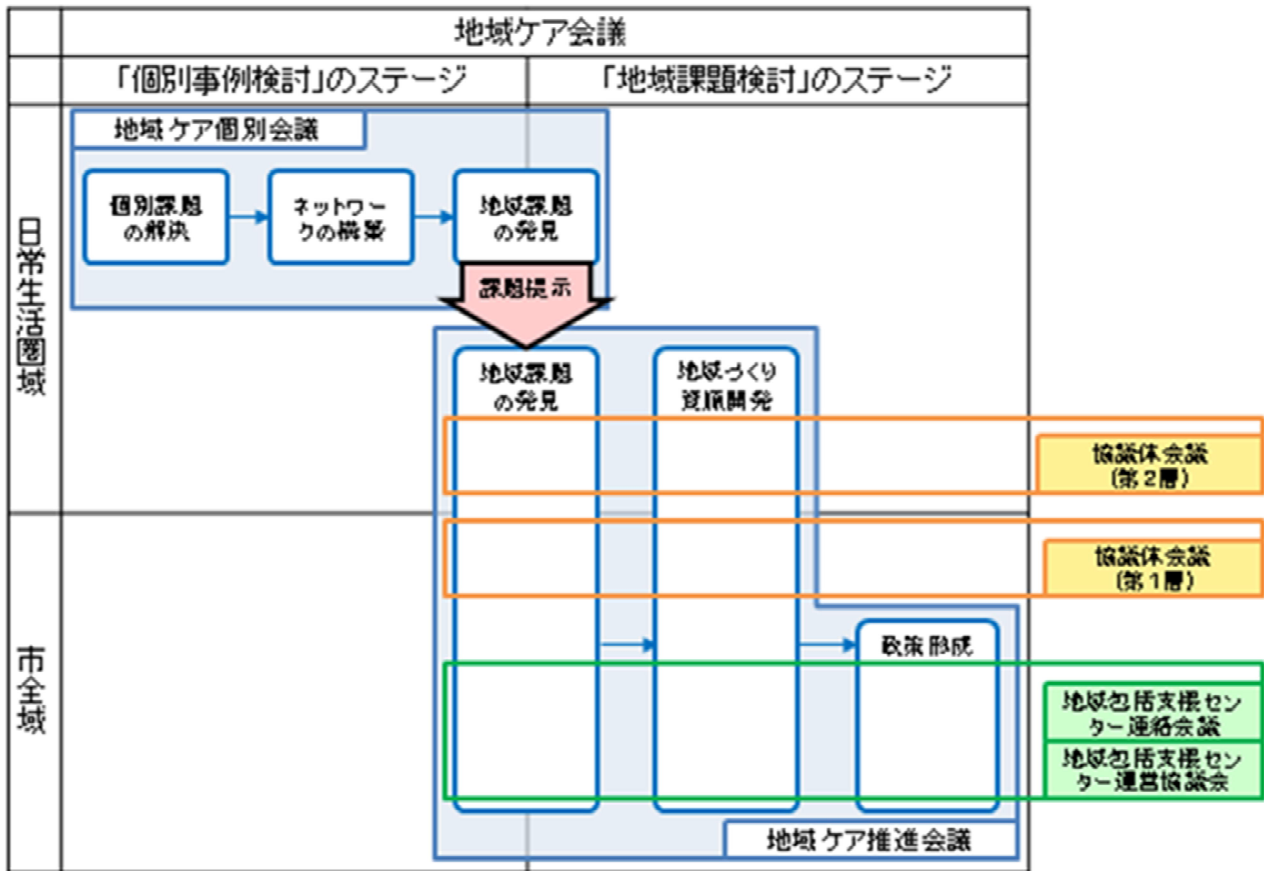 地域ケア会議
「個別事例検討」のステージ
「地域課題検討」のステージ
日常生活圏域
地域ケア個別会議
個別課題
の解決
ネットワー
クの構築
地域課題
の発見
課題提示
地域課題
の発見
地域づくり
資源開発
協議体会議
(第2層)
市全域
協議体会議
(第1層)
政策形成
地域包括支援セン
ター連絡会議
地域包括支援セン
ター運営協議会
地域ケア推進会議